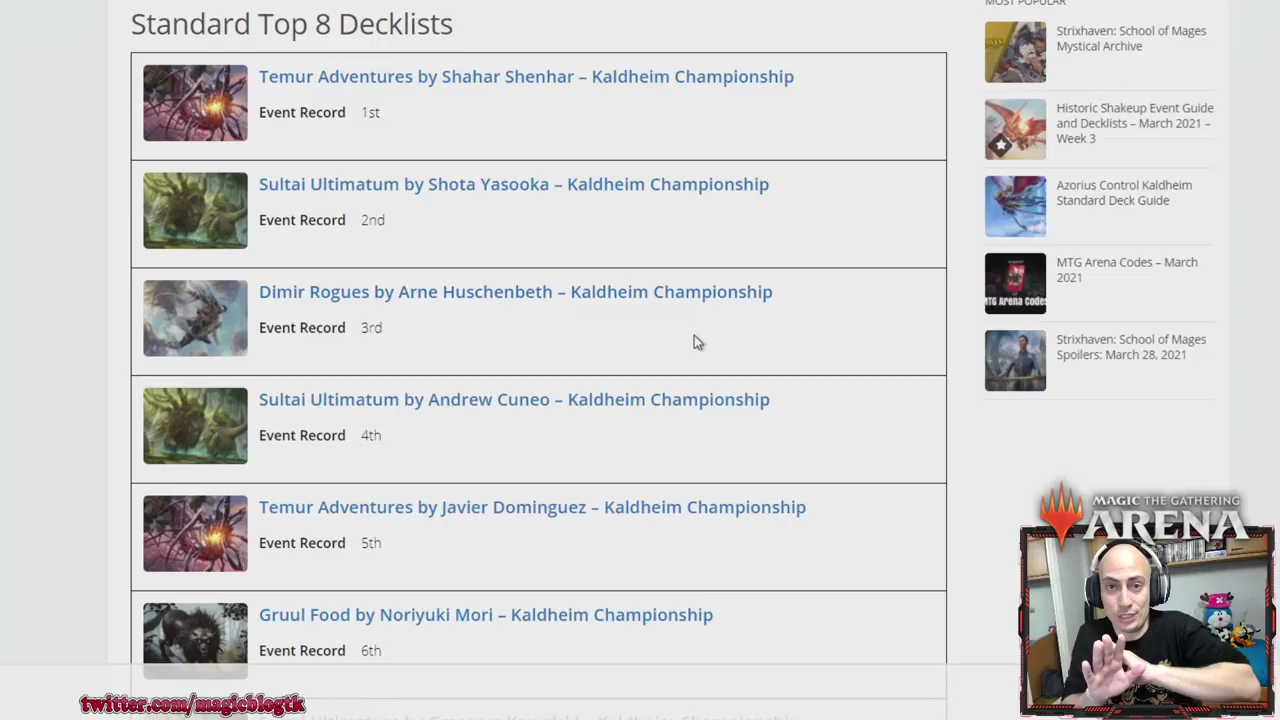 Standard Top 8 Decklists
Temur Adventures by Shahar Shenhar – Kaldheim Championship
Event Record 1st
Sultai Ultimatum by Shota Yasooka – Kaldheim Championship
Event Record 2nd
Dimir Rogues by Arne Huschenbeth – Kaldheim Championship
Event Record 3rd
Sultai Ultimatum by Andrew Cuneo – Kaldheim Championship
Event Record 4th
Temur Adventures by Javier Dominguez – Kaldheim Championship
Event Record 5th
Gruul Food by Noriyuki Mori – Kaldheim Championship
Event Record 6th
MOST POPULAR
Strixhaven: School of Mages
Mystical Archive
Historic Shakeup Event Guide
and Decklists – March 2021 –
Week 3
Azorius Control Kaldheim
Standard Deck Guide
MTG Arena Codes – March
2021
MTG Arena Codes
Strixhaven: School of Mages
Spoilers: March 28, 2021
MAGIC THE GATHERING
ARENA
twitter.com/magicblogtk